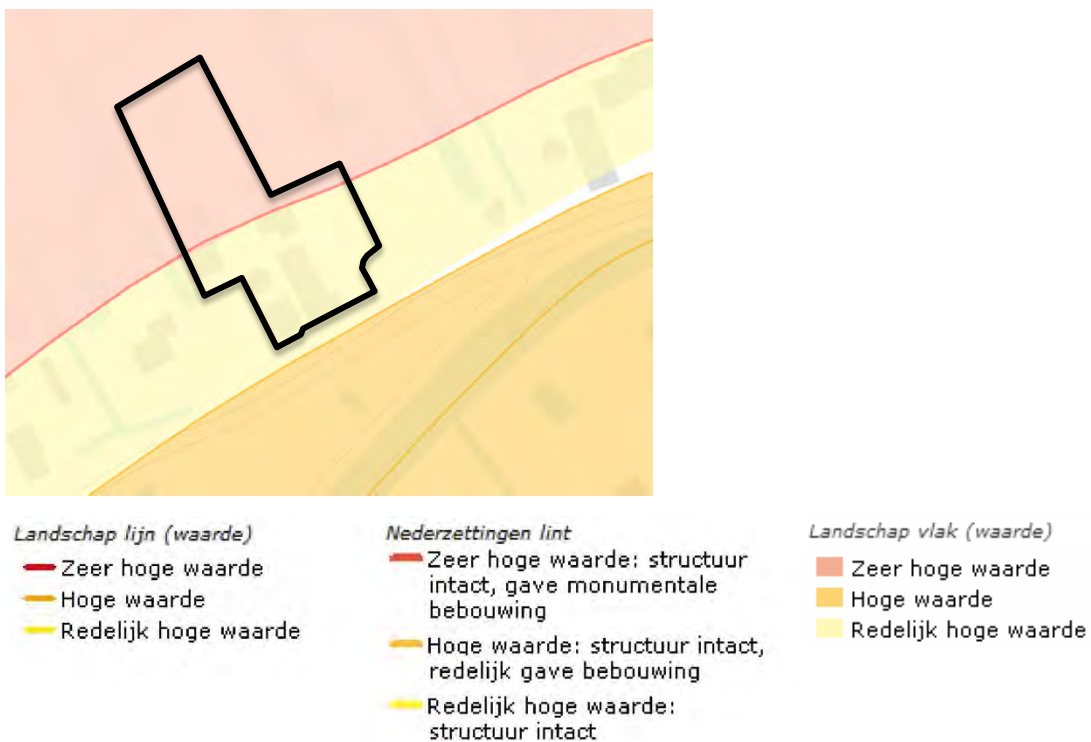 Landschap lijn (waarde)
Zeer hoge waarde
Hoge waarde
Redelijk hoge waarde
Nederzettingen lint
Zeer hoge waarde: structuur
intact, gave monumentale
bebouwing
Hoge waarde: structuur intact,
redelijk gave bebouwing
Redelijk hoge waarde:
structuur intact
Landschap vlak (waarde)
Zeer hoge waarde
Hoge waarde
Redelijk hoge waarde